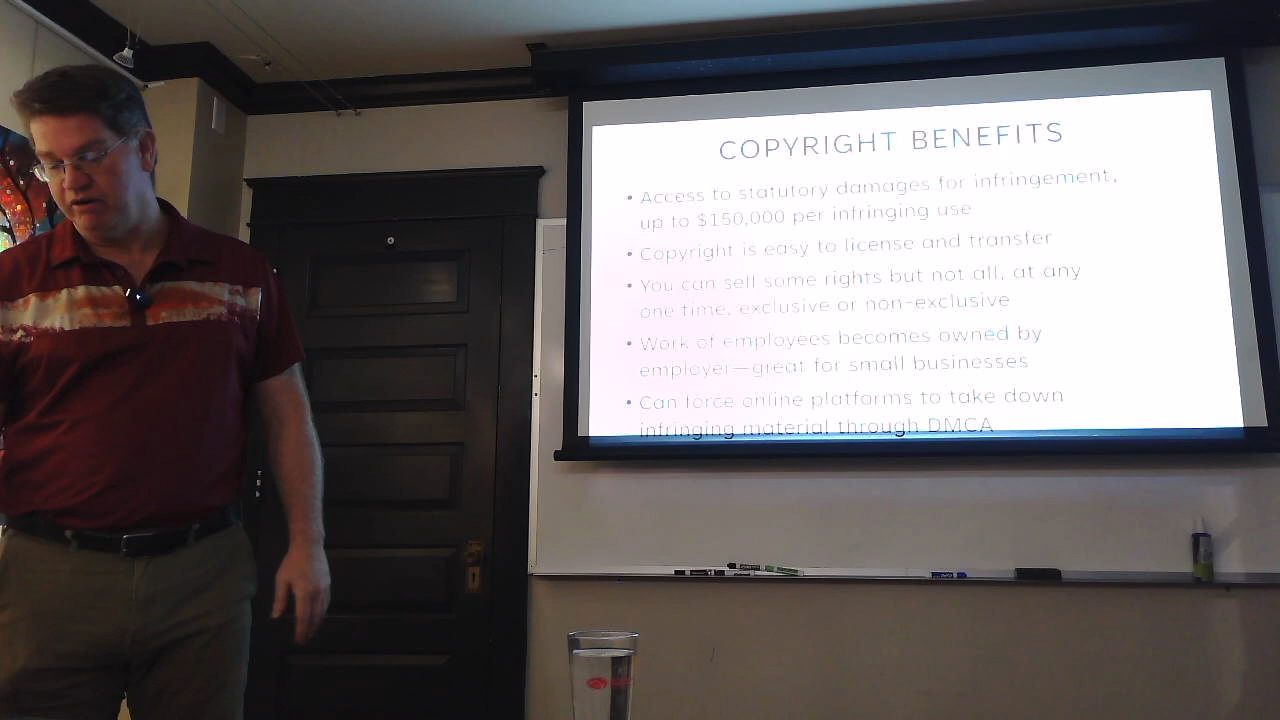 COPYRIGHT BENEFITS
• Access to statutory damages for infringement,
up to $150,000 per infringing use
• Copyright is easy to license and transfer
• You can sell some rights but not all, at any
one time, exclusive or non-exclusive
• Work of employees becomes owned by
employer—great for small businesses
• Can force online platforms to take down
infringing material through DMCA